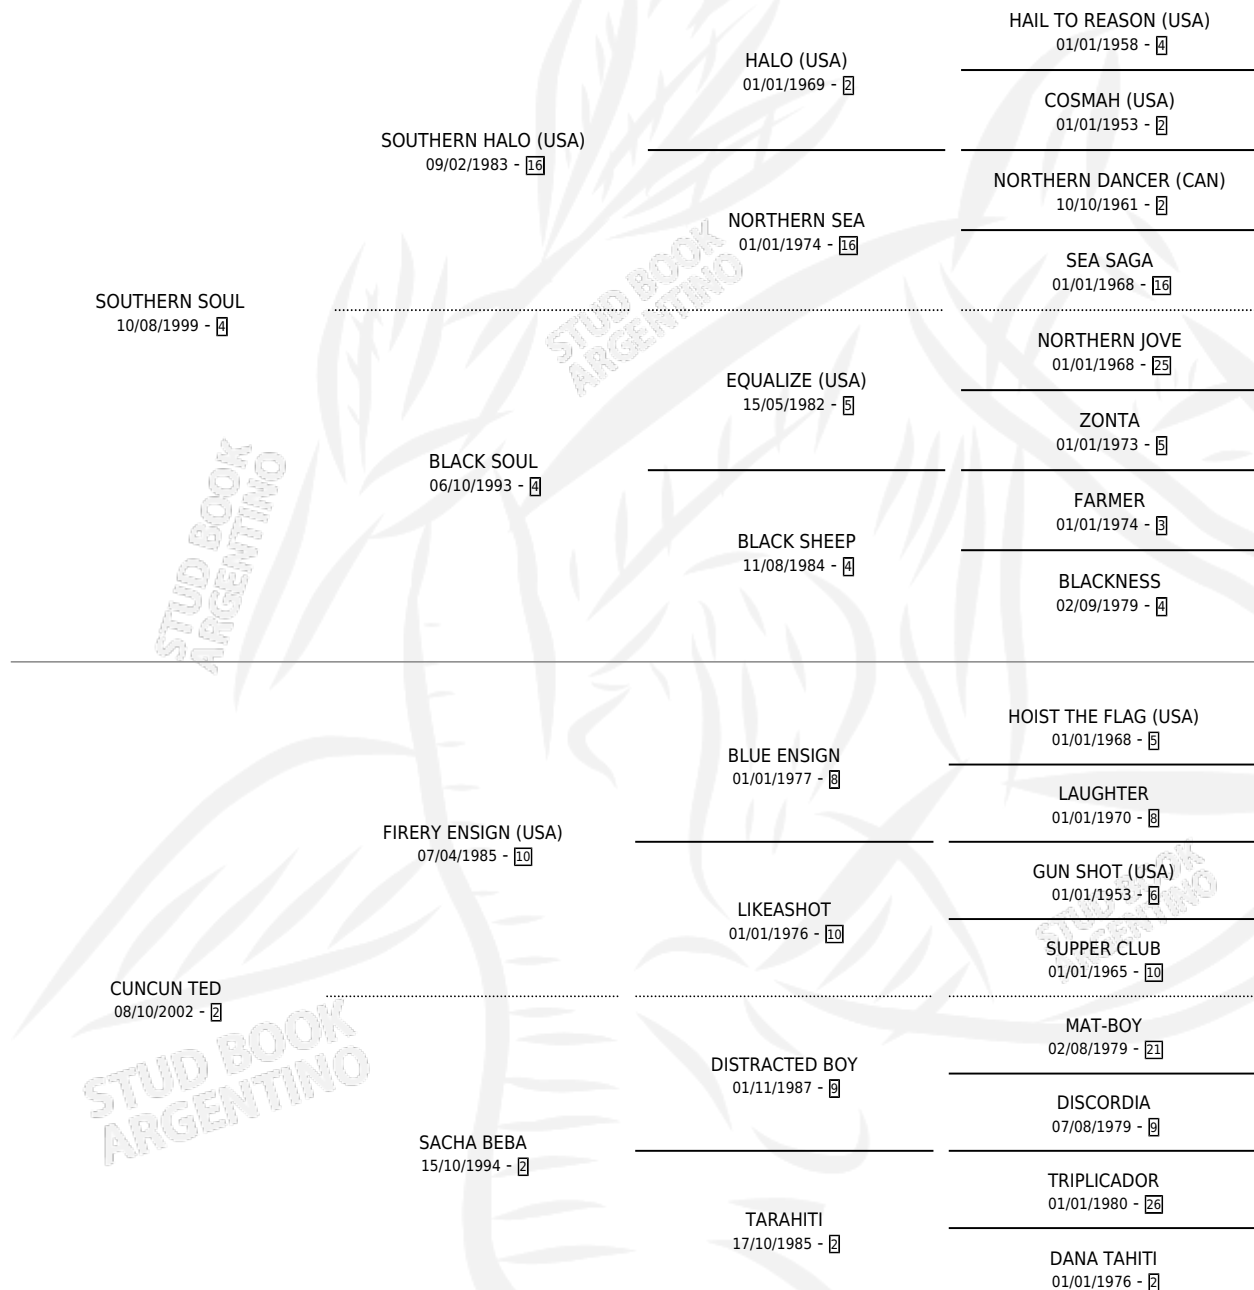 HAIL TO REASON (USA)
01/01/1958 - 4
HALO (USA)
01/01/1969 - 2
COSMAH (USA)
01/01/1953 - 2
SOUTHERN HALO (USA)
09/02/1983 - 16
NORTHERN DANCER (CAN)
10/10/1961 - 2
NORTHERN SEA
01/01/1974 - 16
SEA SAGA
01/01/1968 - 16
SOUTHERN SOUL
10/08/1999 - 4
NORTHERN JOVE
01/01/1968 - 25
EQUALIZE (USA)
15/05/1982 - 5
ZONTA
01/01/1973 - 5
BLACK SOUL
06/10/1993 - 4
FARMER
01/01/1974 - 3
BLACK SHEEP
11/08/1984 - 4
BLACKNESS
02/09/1979 - 4
HOIST THE FLAG (USA)
01/01/1968 - 5
BLUE ENSIGN
01/01/1977 - 8
LAUGHTER
01/01/1970 - 8
FIRERY ENSIGN (USA)
07/04/1985 - 10
GUN SHOT (USA)
01/01/1953 - 6
LIKEASHOT
01/01/1976 - 10
SUPPER CLUB
01/01/1965 - 10
CUNCUN TED
08/10/2002 - 2
MAT-BOY
02/08/1979 - 21
DISTRACTED BOY
01/11/1987 - 9
DISCORDIA
07/08/1979 - 9
SACHA BEBA
15/10/1994 - 2
TRIPLICADOR
01/01/1980 - 26
TARAHITI
17/10/1985 - 2
DANA TAHITI
01/01/1976 - 2
STUD BOOK
ARGENTINO
STUD BOOK
ARGENTINO
STUD BOOK
ARGENTINO
STUD BOOK
ARGENTINO